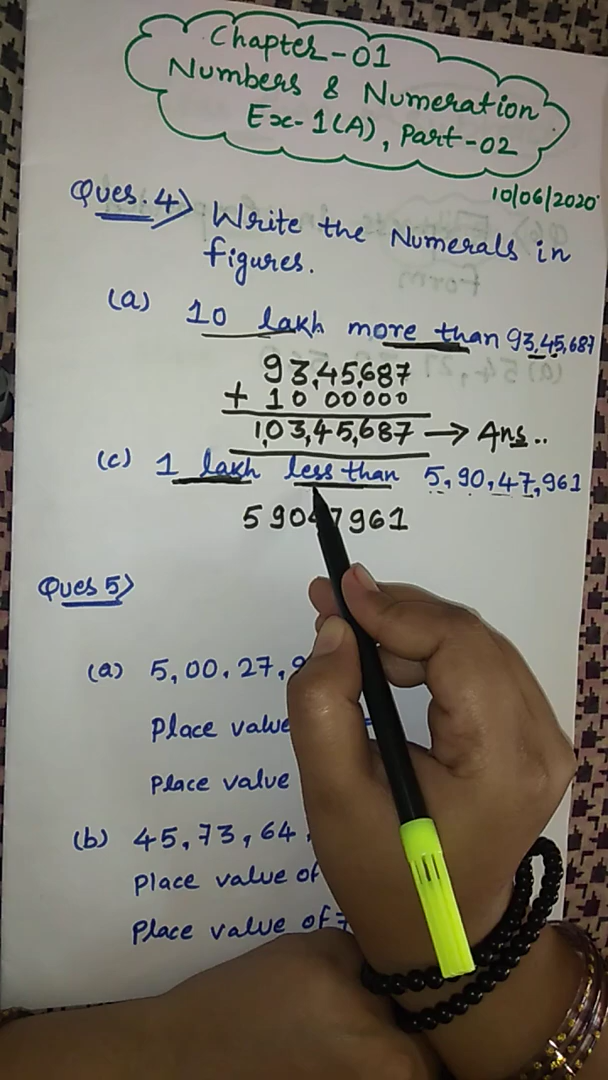 Chapter-01
Numbers & Numeration
Ex-1(A), Part-02
10/06/2020
Ques.4> Write the Numerals in
figures.
(a) 10 lakh more than 93,45,687
93,45,687
+ 10 00000
1,03,45,687 → Ans..
(c) 1 lakh less than 5,90,47,961
59047961
Ques 5>
(a) 5,00,27,9
Place value
Place value
(b) 45,73,64,
Place value of
Place value of 7